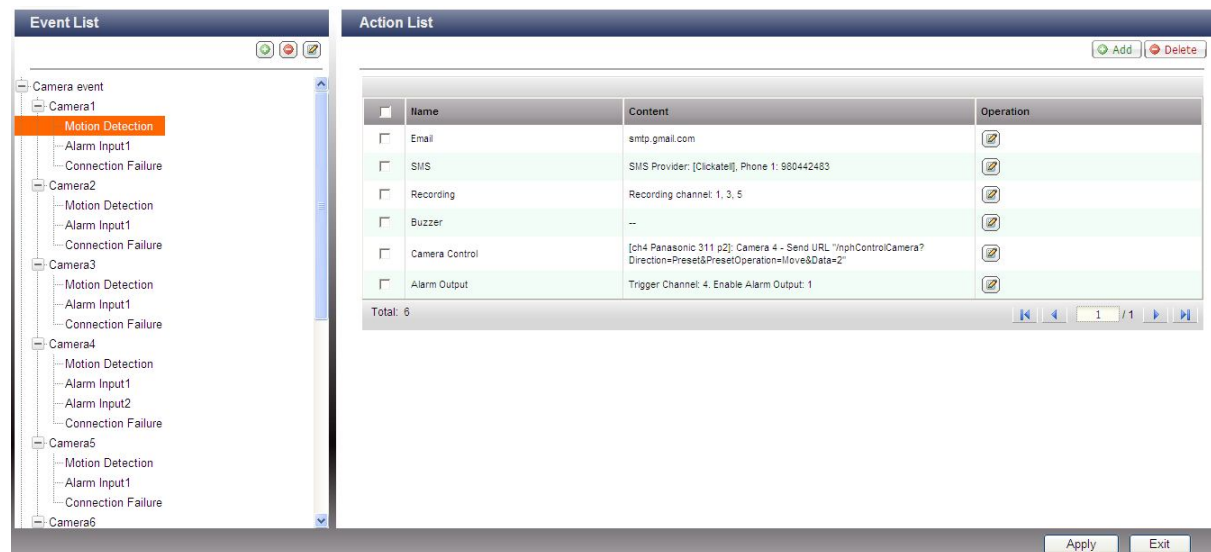 Event List
Camera event
Camera1
Motion Detection
Alarm Input1
Connection Failure
Camera2
Motion Detection
Alarm Input1
Connection Failure
Camera3
Motion Detection
Alarm Input1
Connection Failure
Camera4
Motion Detection
Alarm Input1
Alarm Input2
Connection Failure
Camera5
Motion Detection
Alarm Input1
Connection Failure
Camera6
Action List
Add Delete
Name Content Operation
Email smtp.gmail.com
SMS SMS Provider: [Clickatell], Phone 1: 980442483
Recording Recording channel: 1, 3, 5
Buzzer --
Camera Control [ch4 Panasonic 311 p2]: Camera 4 - Send URL "/nphControlCamera?
Direction=Preset&PresetOperation=Move&Data=2"
Alarm Output Trigger Channel: 4. Enable Alarm Output: 1
Total: 6 1 / 1
Apply Exit